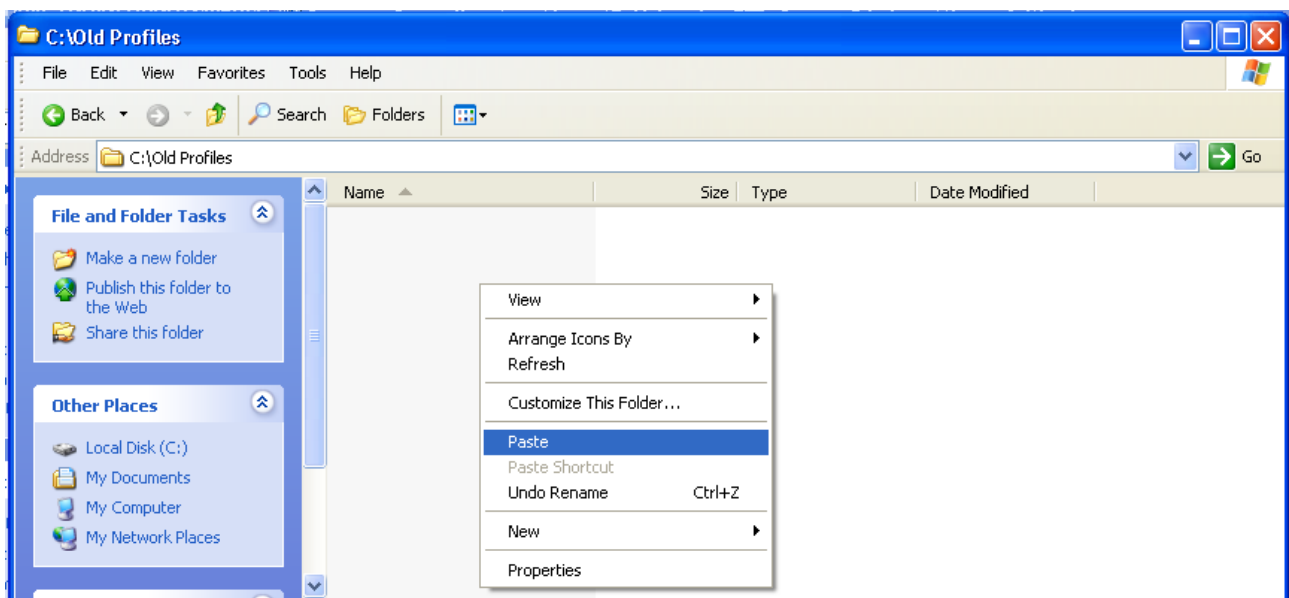 C:\Old Profiles
File Edit View Favorites Tools Help
Back Search Folders
Address C:\Old Profiles Go
Name Size Type Date Modified
File and Folder Tasks
Make a new folder
Publish this folder to
the Web
Share this folder
Other Places
Local Disk (C:)
My Documents
My Computer
My Network Places
View
Arrange Icons By
Refresh
Customize This Folder...
Paste
Paste Shortcut
Undo Rename Ctrl+Z
New
Properties